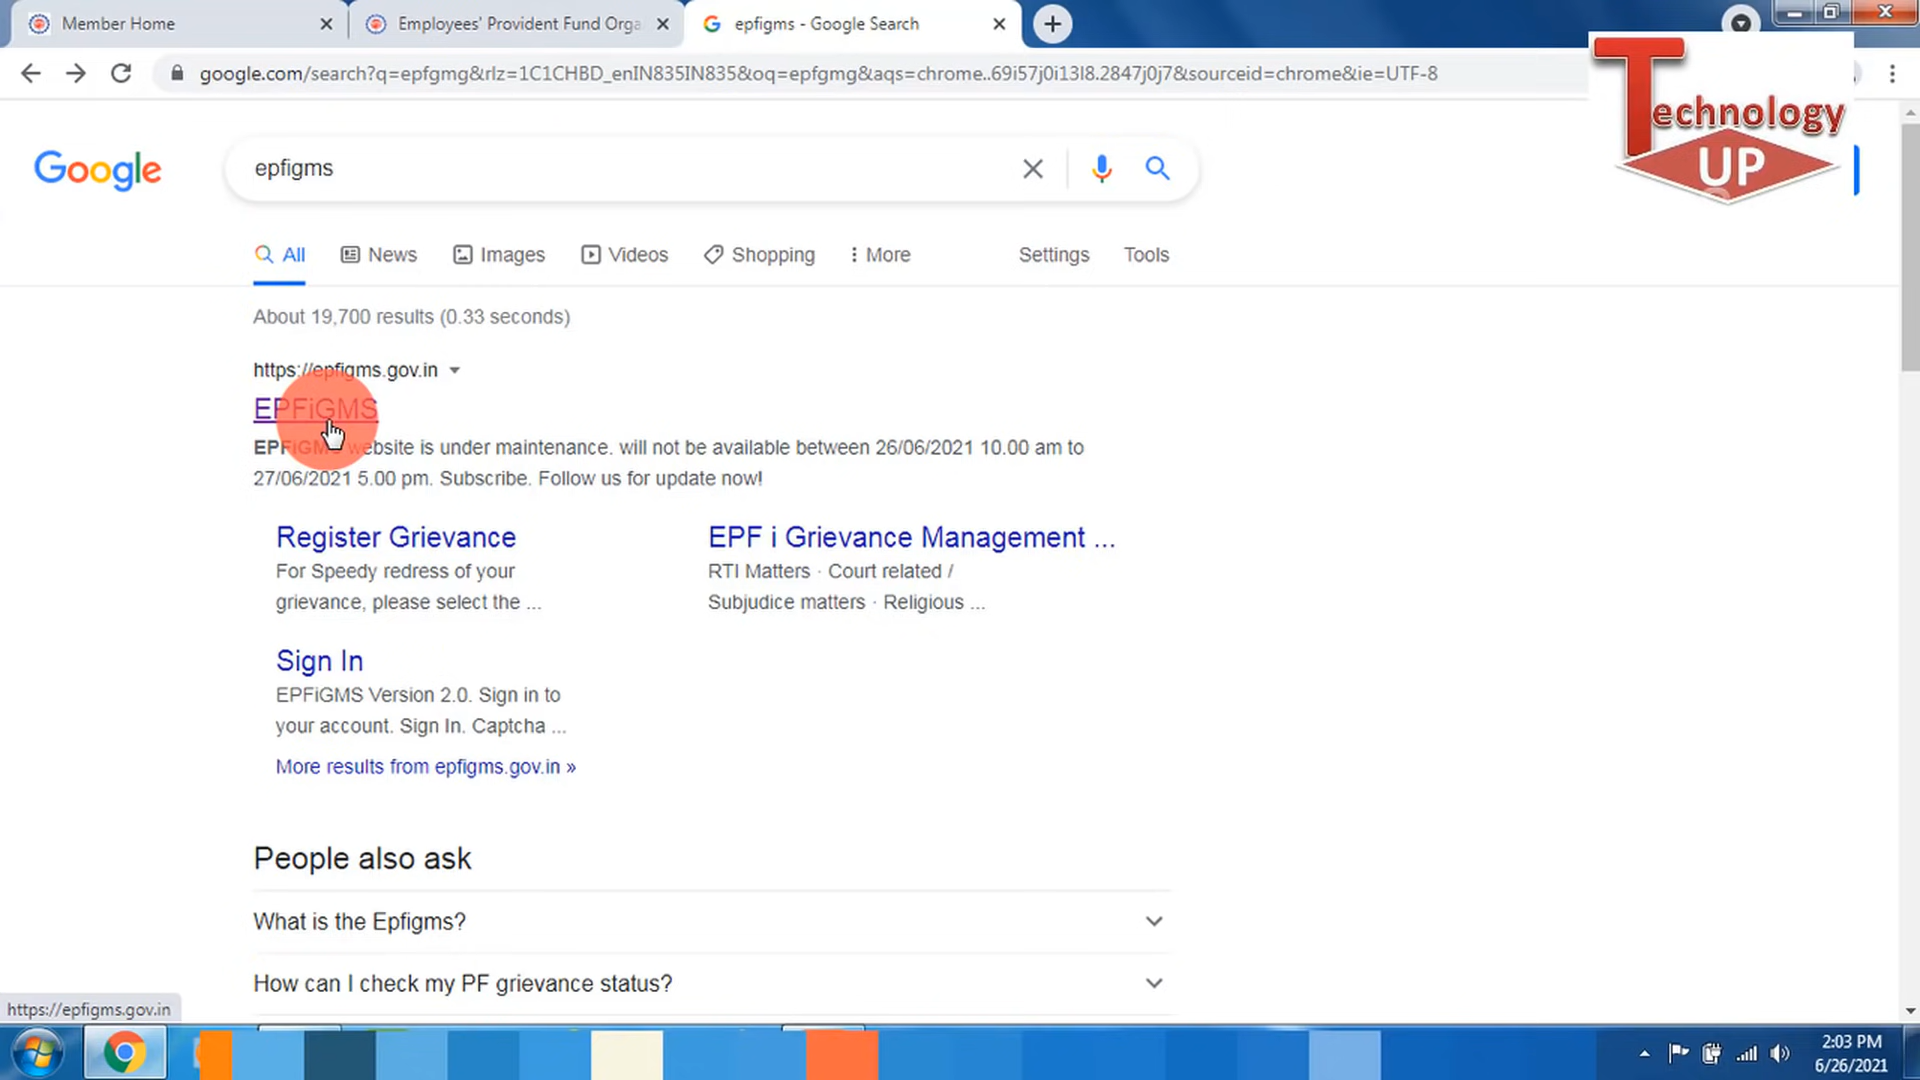 Member Home
Employees' Provident Fund Orga
epfigms - Google Search
google.com/search?q=epfgmg&rlz=1C1CHBD_enIN835IN835&oq=epfgmg&aqs=chrome..69i57j0i13l8.2847j0j7&sourceid=chrome&ie=UTF-8
Technology
UP
Google
epfigms
All
News
Images
Videos
Shopping
More
Settings
Tools
About 19,700 results (0.33 seconds)
https://epfigms.gov.in
EPFiGMS
EPFiGMS website is under maintenance. will not be available between 26/06/2021 10.00 am to
27/06/2021 5.00 pm. Subscribe. Follow us for update now!
Register Grievance
For Speedy redress of your
grievance, please select the ...
EPF i Grievance Management ...
RTI Matters · Court related /
Subjudice matters · Religious ...
Sign In
EPFiGMS Version 2.0. Sign in to
your account. Sign In. Captcha ...
More results from epfigms.gov.in »
People also ask
What is the Epfigms?
How can I check my PF grievance status?
https://epfigms.gov.in
2:03 PM
6/26/2021